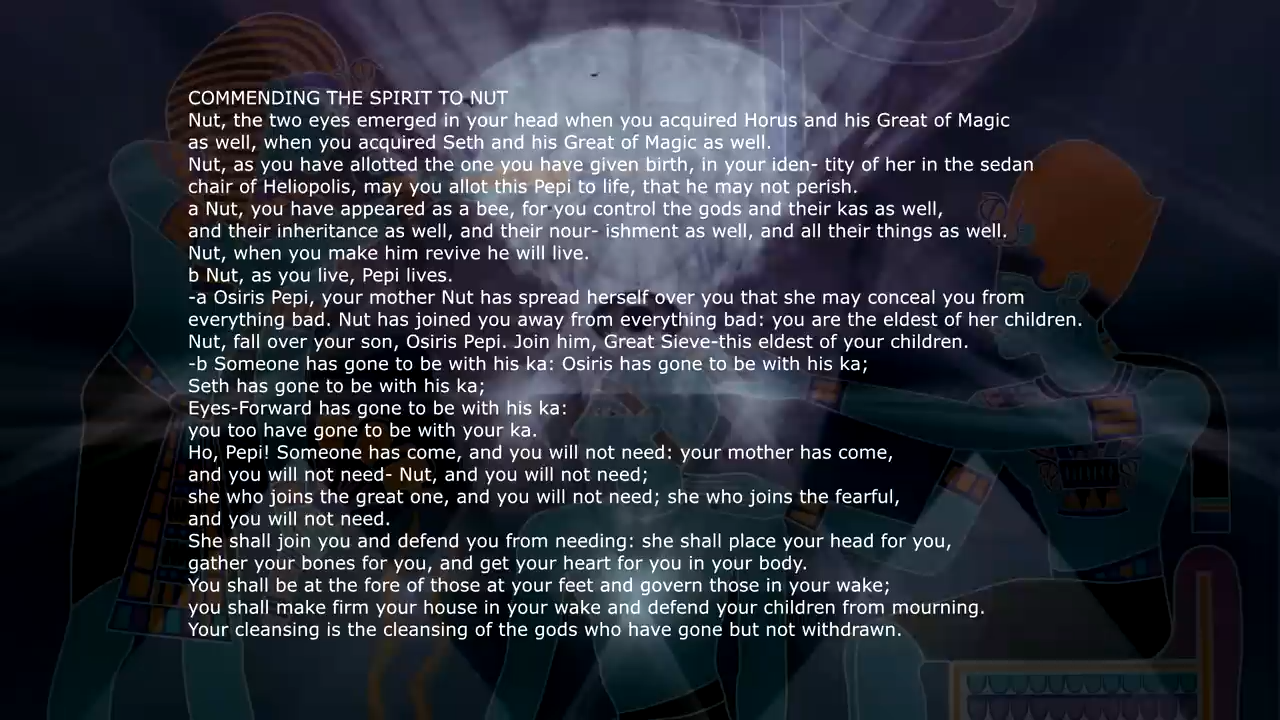 COMMENDING THE SPIRIT TO NUT
Nut, the two eyes emerged in your head when you acquired Horus and his Great of Magic
as well, when you acquired Seth and his Great of Magic as well.
Nut, as you have allotted the one you have given birth, in your iden- tity of her in the sedan
chair of Heliopolis, may you allot this Pepi to life, that he may not perish.
a Nut, you have appeared as a bee, for you control the gods and their kas as well,
and their inheritance as well, and their nour- ishment as well, and all their things as well.
Nut, when you make him revive he will live.
b Nut, as you live, Pepi lives.
-a Osiris Pepi, your mother Nut has spread herself over you that she may conceal you from
everything bad. Nut has joined you away from everything bad: you are the eldest of her children.
Nut, fall over your son, Osiris Pepi. Join him, Great Sieve-this eldest of your children.
-b Someone has gone to be with his ka: Osiris has gone to be with his ka;
Seth has gone to be with his ka;
Eyes-Forward has gone to be with his ka:
you too have gone to be with your ka.
Ho, Pepi! Someone has come, and you will not need: your mother has come,
and you will not need- Nut, and you will not need;
she who joins the great one, and you will not need; she who joins the fearful,
and you will not need.
She shall join you and defend you from needing: she shall place your head for you,
gather your bones for you, and get your heart for you in your body.
You shall be at the fore of those at your feet and govern those in your wake;
you shall make firm your house in your wake and defend your children from mourning.
Your cleansing is the cleansing of the gods who have gone but not withdrawn.